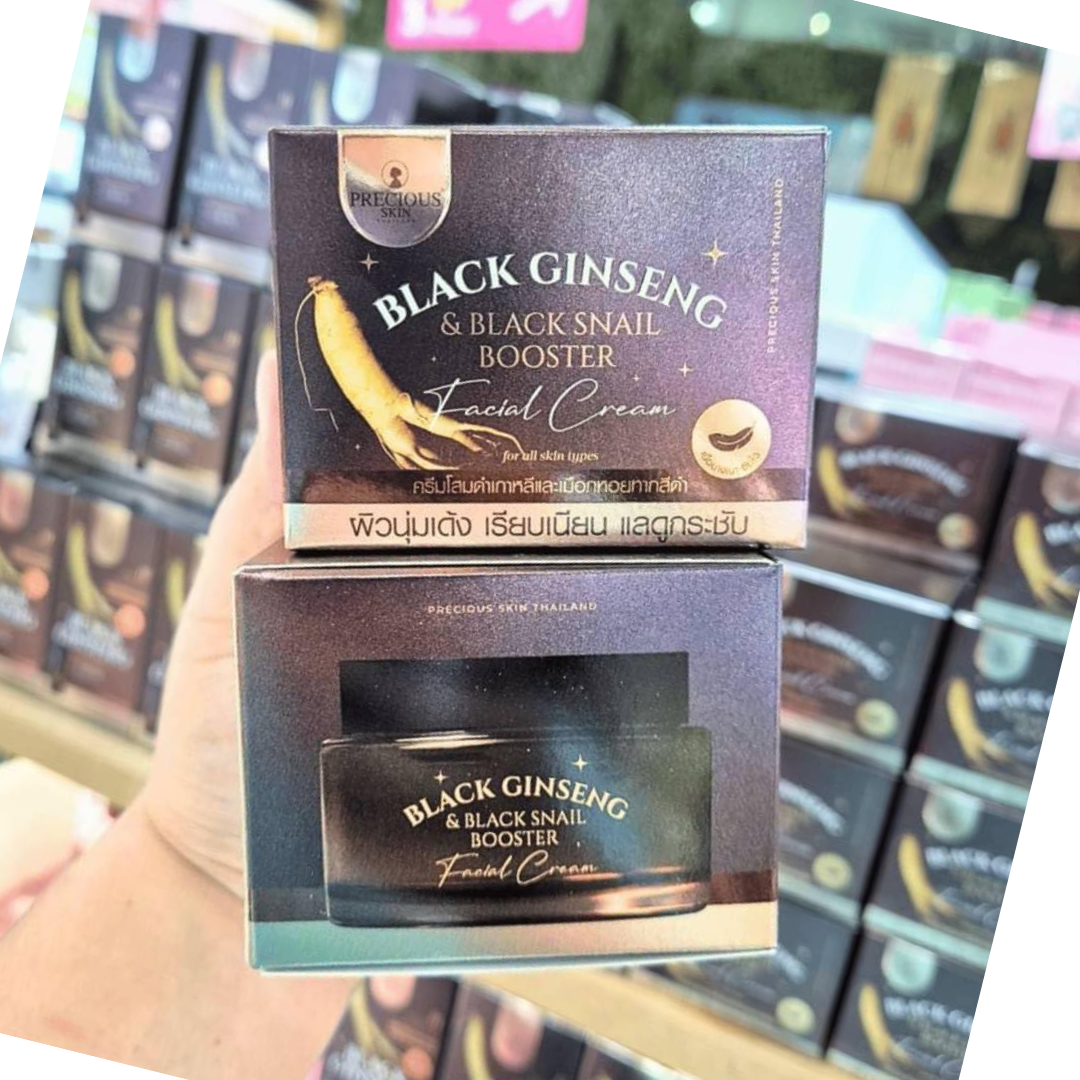 PRECIOUS
SKIN
THAILAND
BLACK GINSENG
& BLACK SNAIL
BOOSTER
Facial Cream
for all skin types
ครีมโสมดำเกาหลีและเมือกหอยทากสีดำ
ผิวนุ่มเด้ง เรียบเนียน แลดูกระชับ
PRECIOUS SKIN THAILAND
PRECIOUS SKIN THAILAND
BLACK GINSENG
& BLACK SNAIL
BOOSTER
Facial Cream
BLACK GINSENG